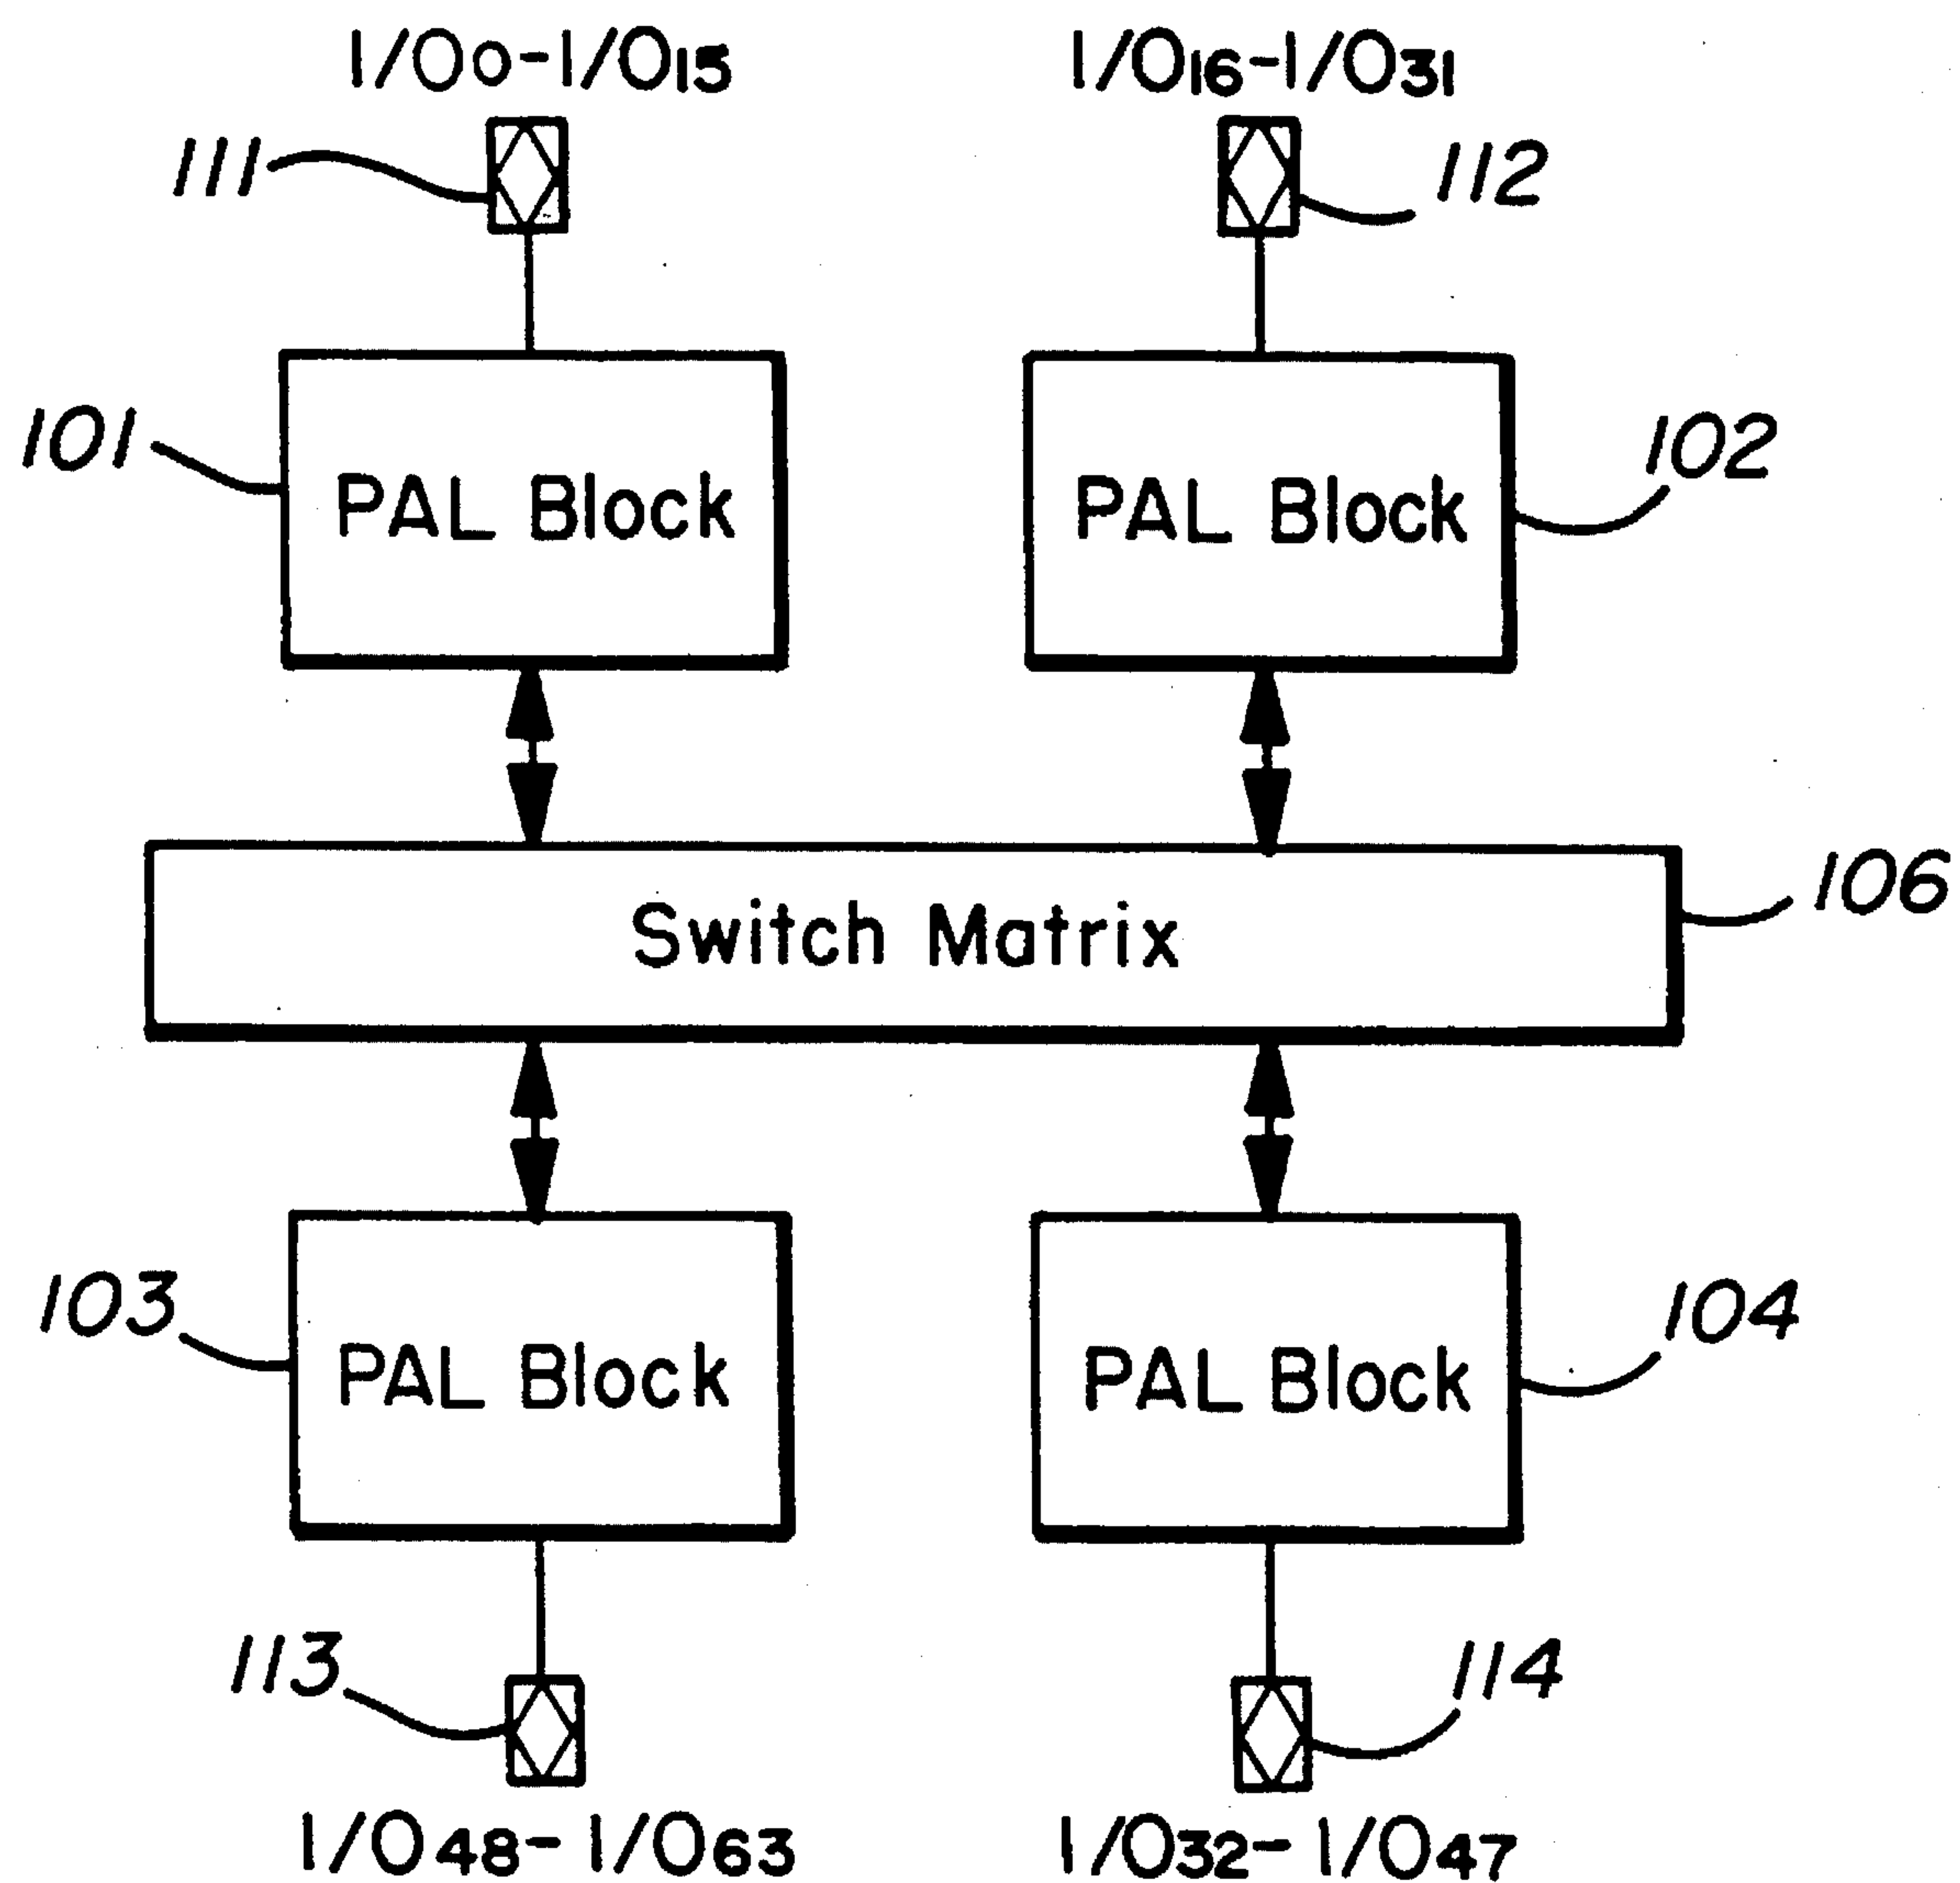 I/O0-I/O15
I/O16-I/O31
111
112
101
PAL Block
PAL Block
102
Switch Matrix
106
103
PAL Block
PAL Block
104
113
114
I/O48-I/O63
I/O32-I/O47